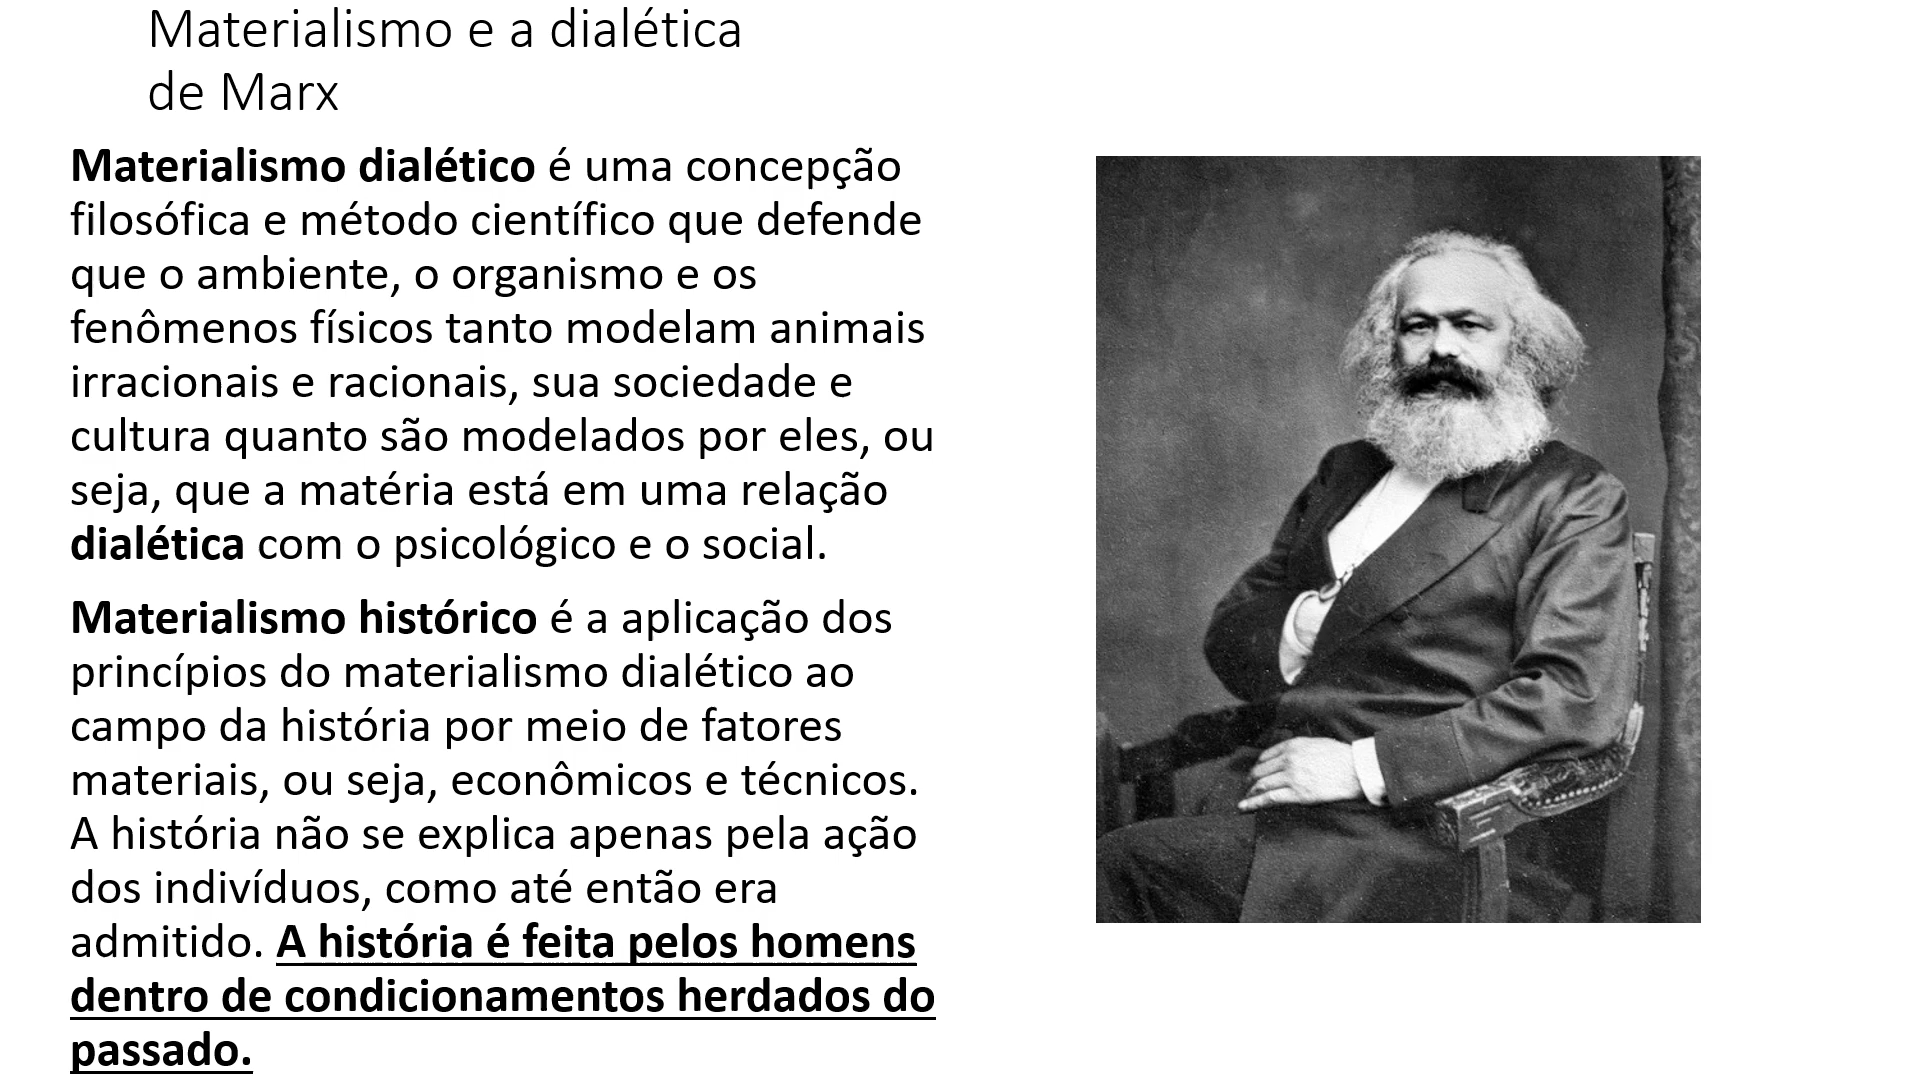 Materialismo e a dialética
de Marx
Materialismo dialético é uma concepção
filosófica e método científico que defende
que o ambiente, o organismo e os
fenômenos físicos tanto modelam animais
irracionais e racionais, sua sociedade e
cultura quanto são modelados por eles, ou
seja, que a matéria está em uma relação
dialética com o psicológico e o social.
Materialismo histórico é a aplicação dos
princípios do materialismo dialético ao
campo da história por meio de fatores
materiais, ou seja, econômicos e técnicos.
A história não se explica apenas pela ação
dos indivíduos, como até então era
admitido. A história é feita pelos homens
dentro de condicionamentos herdados do
passado.